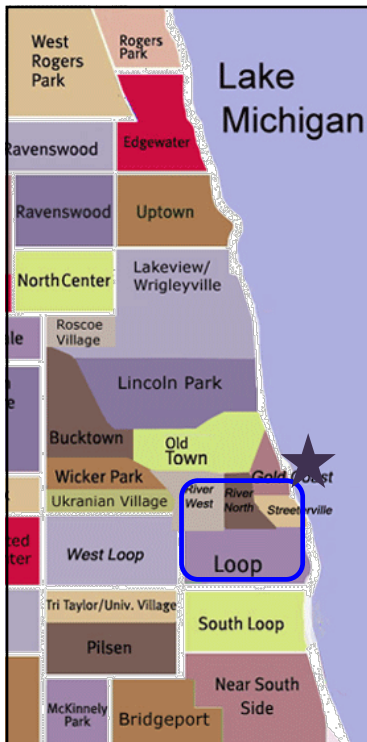 West
Rogers
Park
Rogers
Park
Lake
Michigan
Ravenswood
Edgewater
Ravenswood
Uptown
North Center
Lakeview/
Wrigleyville
Roscoe
Village
Lincoln Park
Bucktown
Old
Town
Wicker Park
Gold Coast
Ukranian Village
River
West
River
North
Streeterville
West Loop
Loop
Tri Taylor/Univ. Village
South Loop
Pilsen
Near South
Side
McKinnely
Park
Bridgeport